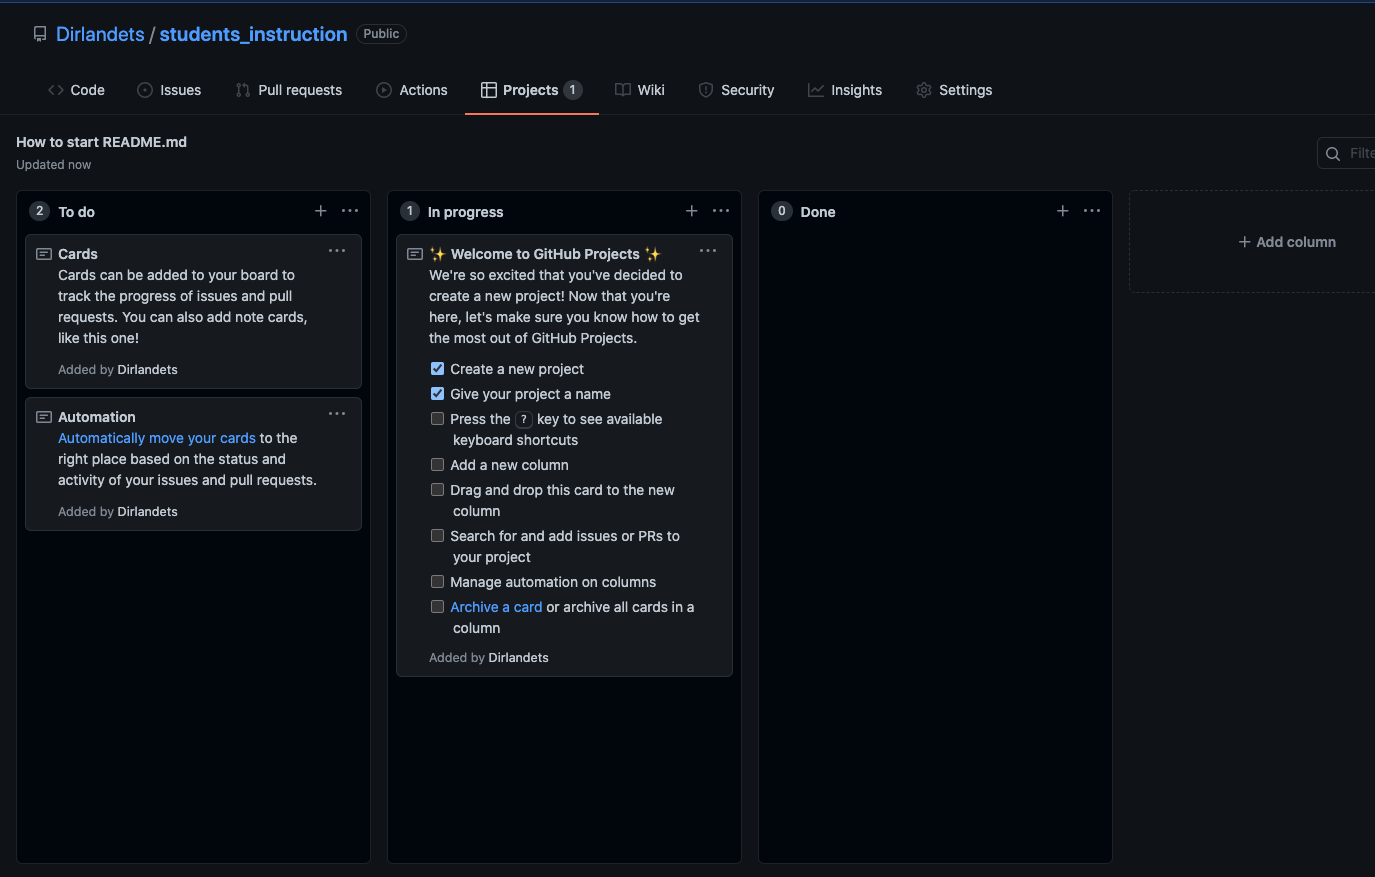 Dirlandets / students_instruction Public
Code Issues Pull requests Actions Projects 1 Wiki Security Insights Settings
How to start README.md
Updated now
Filte
2 To do
Cards
Cards can be added to your board to
track the progress of issues and pull
requests. You can also add note cards,
like this one!
Added by Dirlandets
Automation
Automatically move your cards to the
right place based on the status and
activity of your issues and pull requests.
Added by Dirlandets
1 In progress
✨ Welcome to GitHub Projects ✨
We're so excited that you've decided to
create a new project! Now that you're
here, let's make sure you know how to get
the most out of GitHub Projects.
Create a new project
Give your project a name
Press the ? key to see available
keyboard shortcuts
Add a new column
Drag and drop this card to the new
column
Search for and add issues or PRs to
your project
Manage automation on columns
Archive a card or archive all cards in a
column
Added by Dirlandets
0 Done
Add column